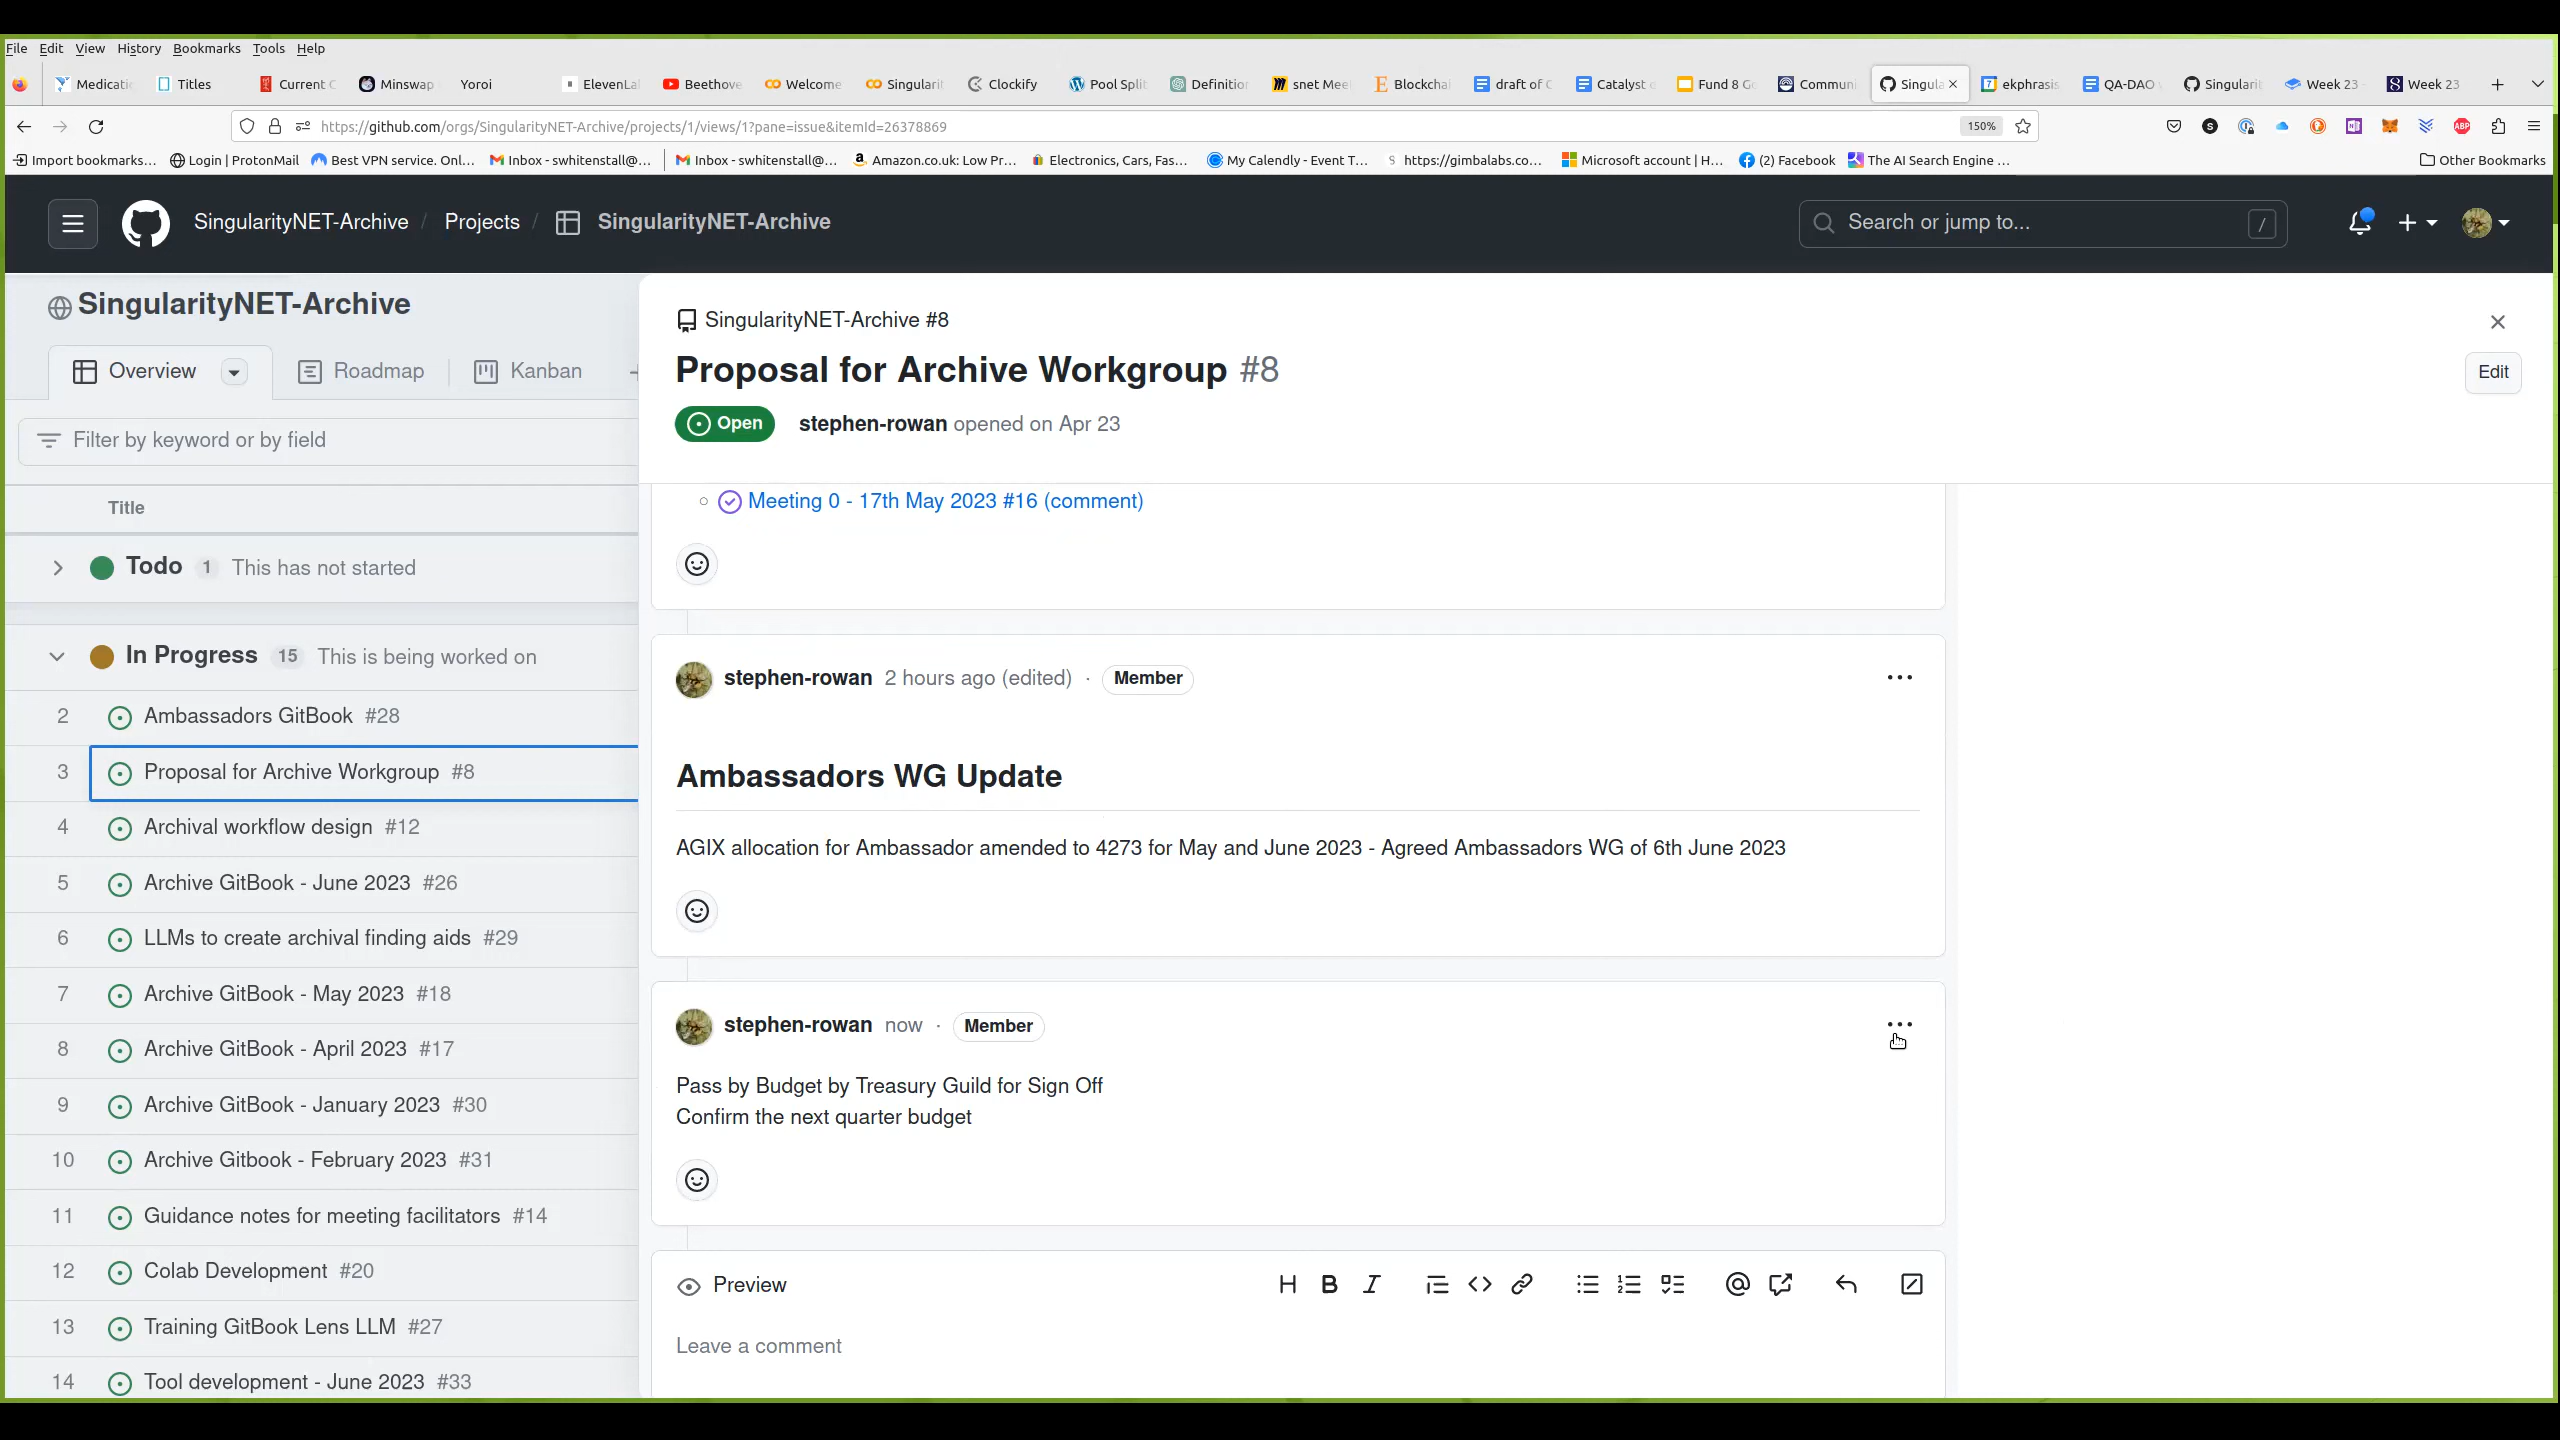 File Edit View History Bookmarks Tools Help
Medicatic Titles Current C Minswap Yoroi ElevenLa Beethove Welcome Singularit Clockify Pool Split Definition snet Mee Blockchai draft of C Catalyst Fund 8 Go Communi Singula ekphrasis QA-DAO Singularit Week 23 Week 23
https://github.com/orgs/SingularityNET-Archive/projects/1/views/1?pane=issue&itemId=26378869 150%
Import bookmarks... Login | ProtonMail Best VPN service. Onl... Inbox - swhitenstall@... Inbox - swhitenstall@... Amazon.co.uk: Low Pr... Electronics, Cars, Fas... My Calendly - Event T... https://gimbalabs.co... Microsoft account | H... (2) Facebook The AI Search Engine ... Other Bookmarks
SingularityNET-Archive / Projects / SingularityNET-Archive Search or jump to... /
SingularityNET-Archive
Overview Roadmap Kanban
Filter by keyword or by field
Title
Todo 1 This has not started
In Progress 15 This is being worked on
2 Ambassadors GitBook #28
3 Proposal for Archive Workgroup #8
4 Archival workflow design #12
5 Archive GitBook - June 2023 #26
6 LLMs to create archival finding aids #29
7 Archive GitBook - May 2023 #18
8 Archive GitBook - April 2023 #17
9 Archive GitBook - January 2023 #30
10 Archive Gitbook - February 2023 #31
11 Guidance notes for meeting facilitators #14
12 Colab Development #20
13 Training GitBook Lens LLM #27
14 Tool development - June 2023 #33
SingularityNET-Archive #8
Proposal for Archive Workgroup #8
Edit
Open stephen-rowan opened on Apr 23
Meeting 0 - 17th May 2023 #16 (comment)
stephen-rowan 2 hours ago (edited) · Member
Ambassadors WG Update
AGIX allocation for Ambassador amended to 4273 for May and June 2023 - Agreed Ambassadors WG of 6th June 2023
stephen-rowan now · Member
Pass by Budget by Treasury Guild for Sign Off
Confirm the next quarter budget
Preview
Leave a comment